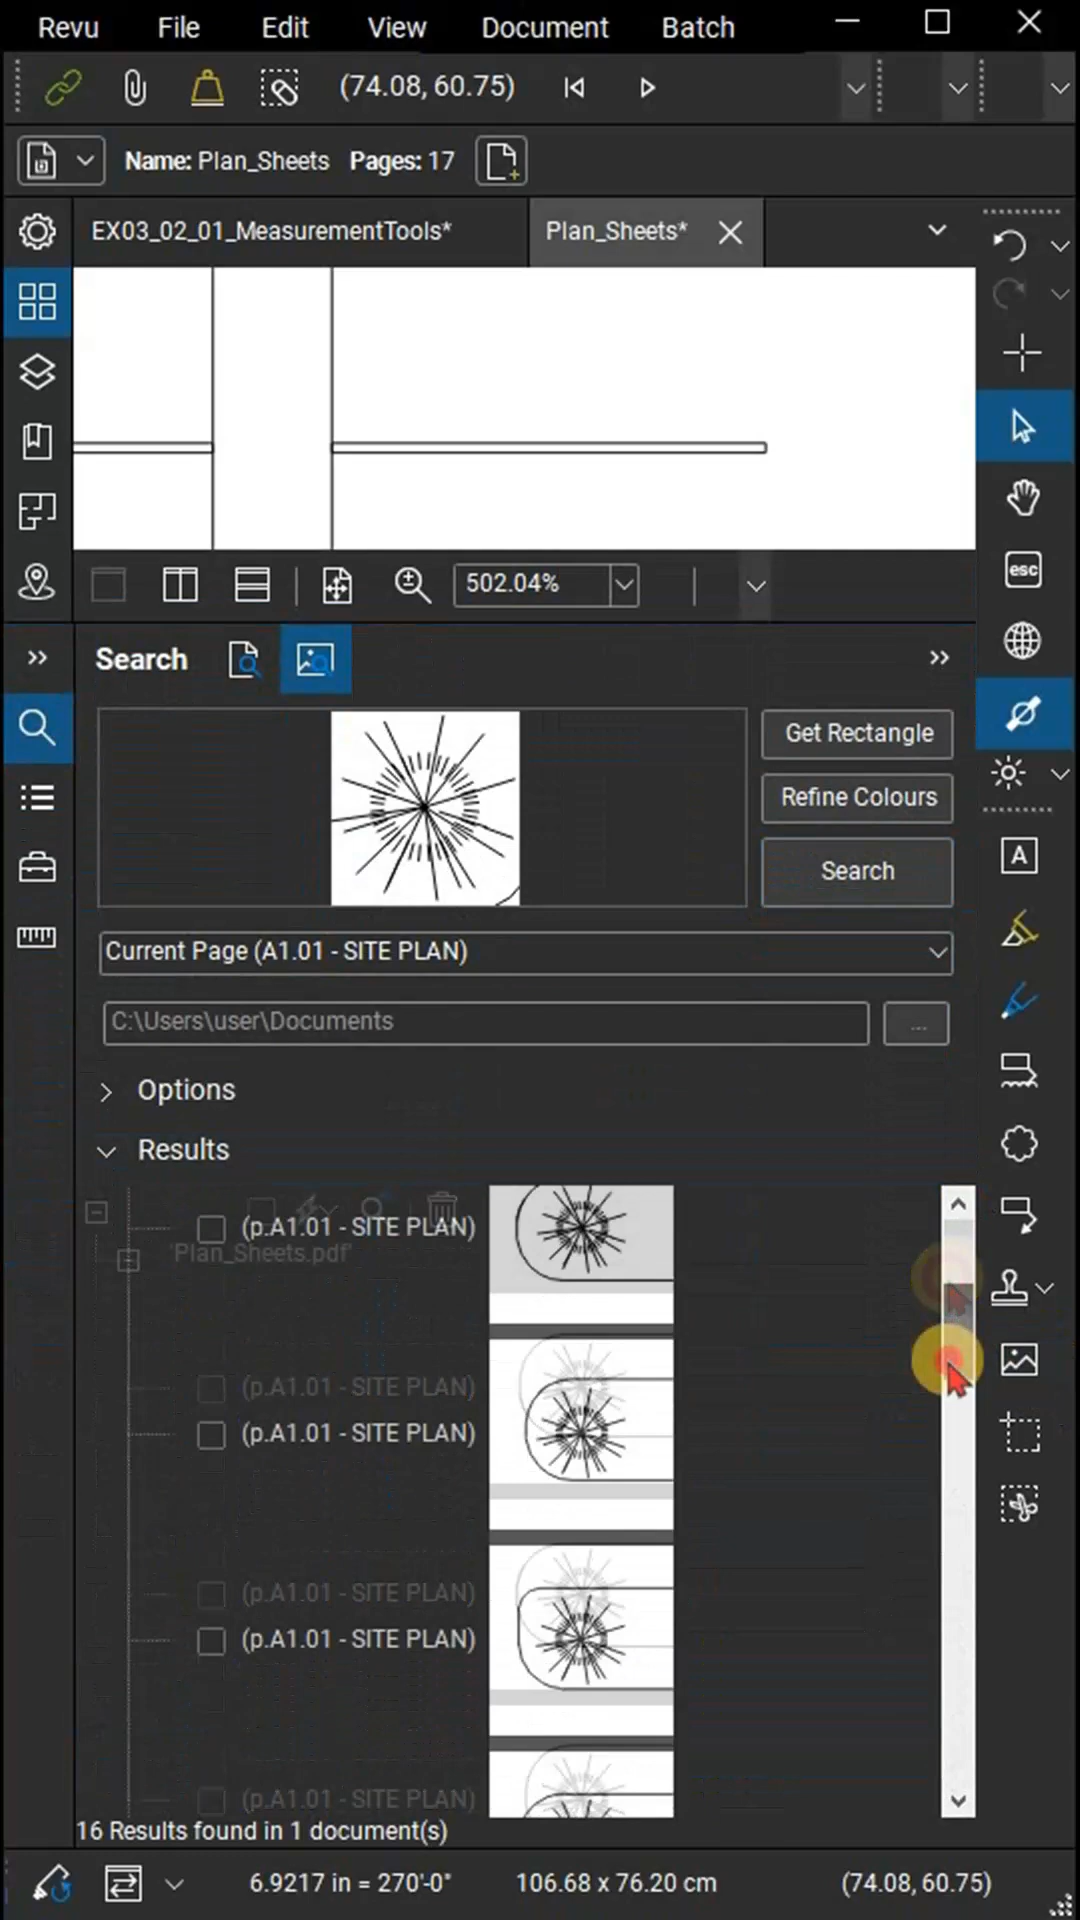 Revu File Edit View Document Batch
(74.08, 60.75)
Name: Plan_Sheets Pages: 17
EX03_02_01_MeasurementTools* Plan_Sheets*
esc
502.04%
Search
Get Rectangle
Refine Colours
Search
A
Current Page (A1.01 - SITE PLAN)
C:\Users\user\Documents ...
Options
Results
(p.A1.01 - SITE PLAN)
'Plan_Sheets.pdf'
(p.A1.01 - SITE PLAN)
(p.A1.01 - SITE PLAN)
(p.A1.01 - SITE PLAN)
(p.A1.01 - SITE PLAN)
(p.A1.01 - SITE PLAN)
16 Results found in 1 document(s)
6.9217 in = 270'-0" 106.68 x 76.20 cm (74.08, 60.75)